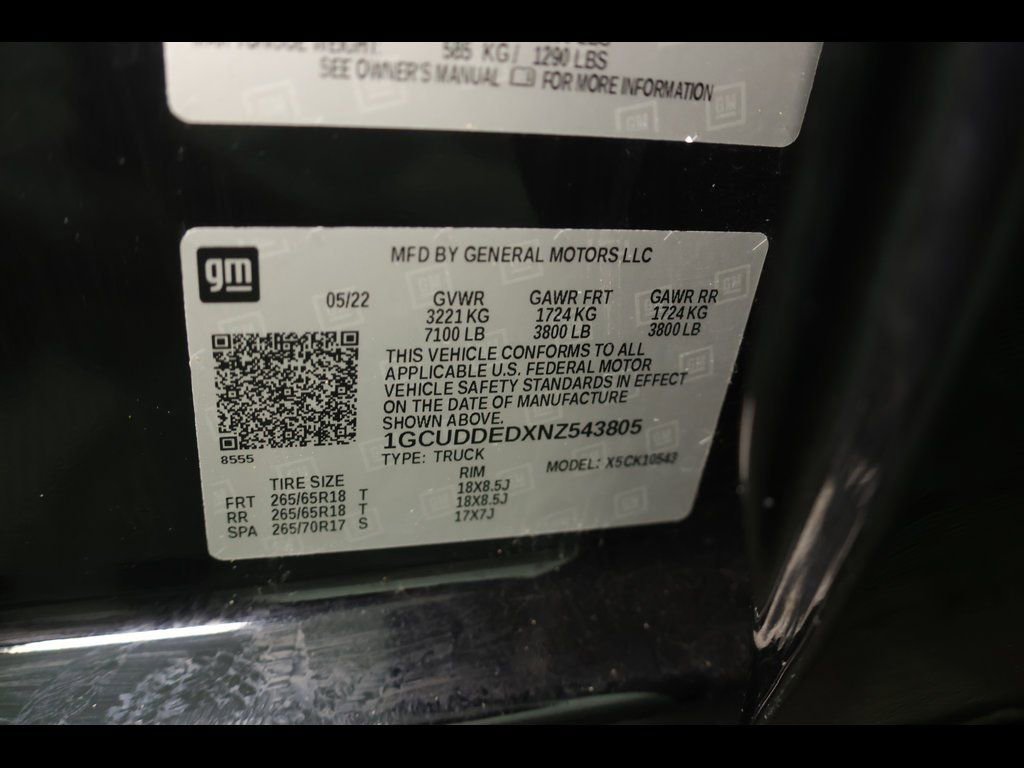 585 KG/ 1290 LBS
SEE OWNER'S MANUAL FOR MORE INFORMATION
gm
MFD BY GENERAL MOTORS LLC
05/22 GVWR GAWR FRT GAWR RR
3221 KG 1724 KG 1724 KG
7100 LB 3800 LB 3800 LB
THIS VEHICLE CONFORMS TO ALL
APPLICABLE U.S. FEDERAL MOTOR
VEHICLE SAFETY STANDARDS IN EFFECT
ON THE DATE OF MANUFACTURE
SHOWN ABOVE.
1GCUDDEDXNZ543805
8555 TYPE: TRUCK MODEL: X5CK10543
TIRE SIZE RIM
FRT 265/65R18 T 18X8.5J
RR 265/65R18 T 18X8.5J
SPA 265/70R17 S 17X7J